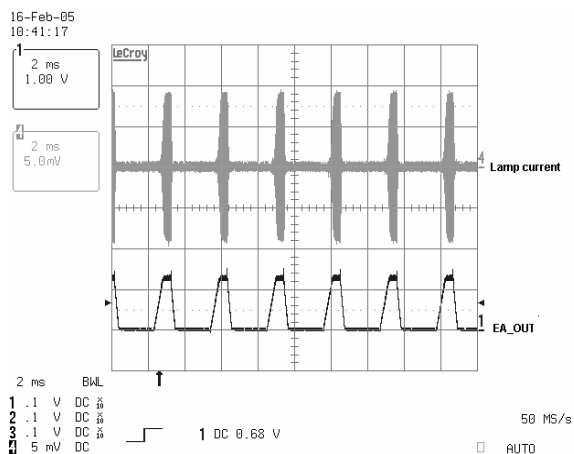 16-Feb-05
10:41:17
1
2 ms
1.00 V
LeCroy
4
2 ms
5.0mV
4
Lamp current
1
EA_OUT
2 ms BWL
1 .1 V DC X10
2 .1 V DC X10
3 .1 V DC X10
4 5 mV DC
1 DC 0.68 V
50 MS/s
AUTO